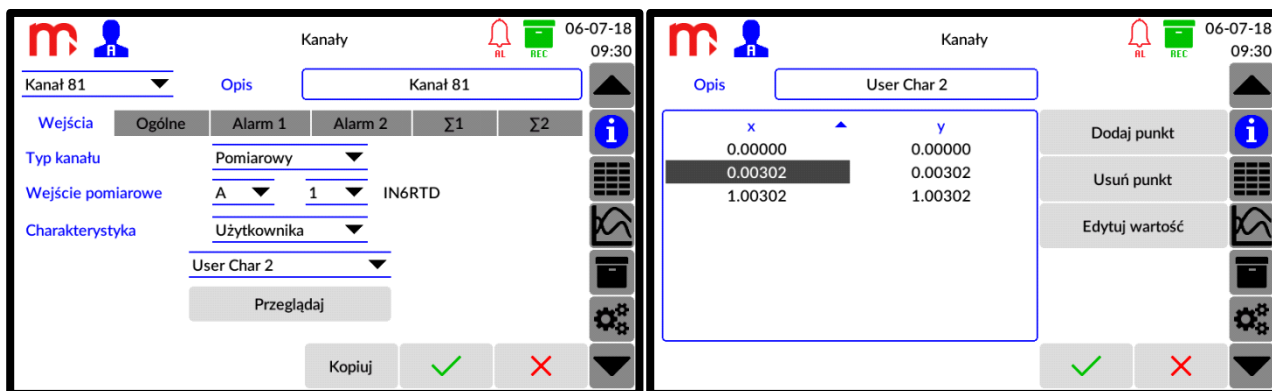 Kanały
AL
REC
06-07-18
09:30
A
Kanał 81
Opis
Kanał 81
Wejścia Ogólne Alarm 1 Alarm 2 Σ1 Σ2
Typ kanału Pomiarowy
Wejście pomiarowe A 1 IN6RTD
Charakterystyka Użytkownika
User Char 2
Przeglądaj
Kopiuj
Kanały
AL
REC
06-07-18
09:30
A
Opis User Char 2
x y
0.00000 0.00000
0.00302 0.00302
1.00302 1.00302
Dodaj punkt
Usuń punkt
Edytuj wartość